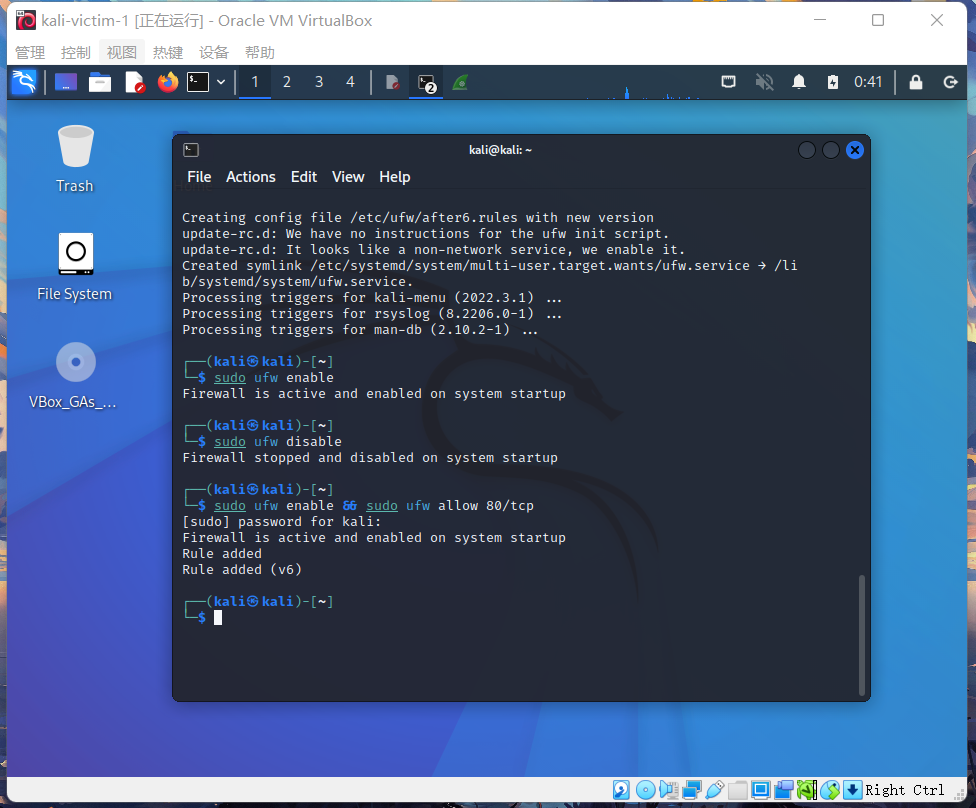 kali-victim-1 [正在运行] - Oracle VM VirtualBox
管理 控制 视图 热键 设备 帮助
1 2 3 4 2 0:41
Trash
File System
VBox_GAs_...
kali@kali: ~
File Actions Edit View Help
Creating config file /etc/ufw/after6.rules with new version
update-rc.d: We have no instructions for the ufw init script.
update-rc.d: It looks like a non-network service, we enable it.
Created symlink /etc/systemd/system/multi-user.target.wants/ufw.service → /li
b/systemd/system/ufw.service.
Processing triggers for kali-menu (2022.3.1) ...
Processing triggers for rsyslog (8.2206.0-1) ...
Processing triggers for man-db (2.10.2-1) ...
┌──(kali㉿kali)-[~]
└─$ sudo ufw enable
Firewall is active and enabled on system startup
┌──(kali㉿kali)-[~]
└─$ sudo ufw disable
Firewall stopped and disabled on system startup
┌──(kali㉿kali)-[~]
└─$ sudo ufw enable && sudo ufw allow 80/tcp
[sudo] password for kali:
Firewall is active and enabled on system startup
Rule added
Rule added (v6)
┌──(kali㉿kali)-[~]
└─$
Right Ctrl